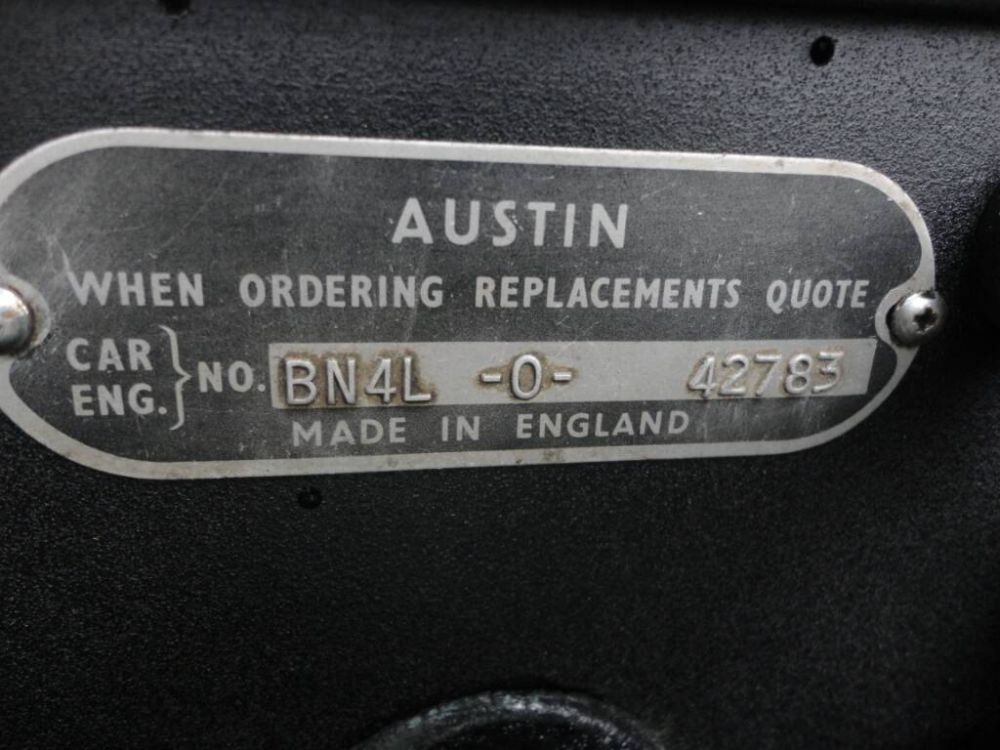 AUSTIN
WHEN ORDERING REPLACEMENTS QUOTE
CAR
ENG. } NO. BN4L -O- 42783
MADE IN ENGLAND